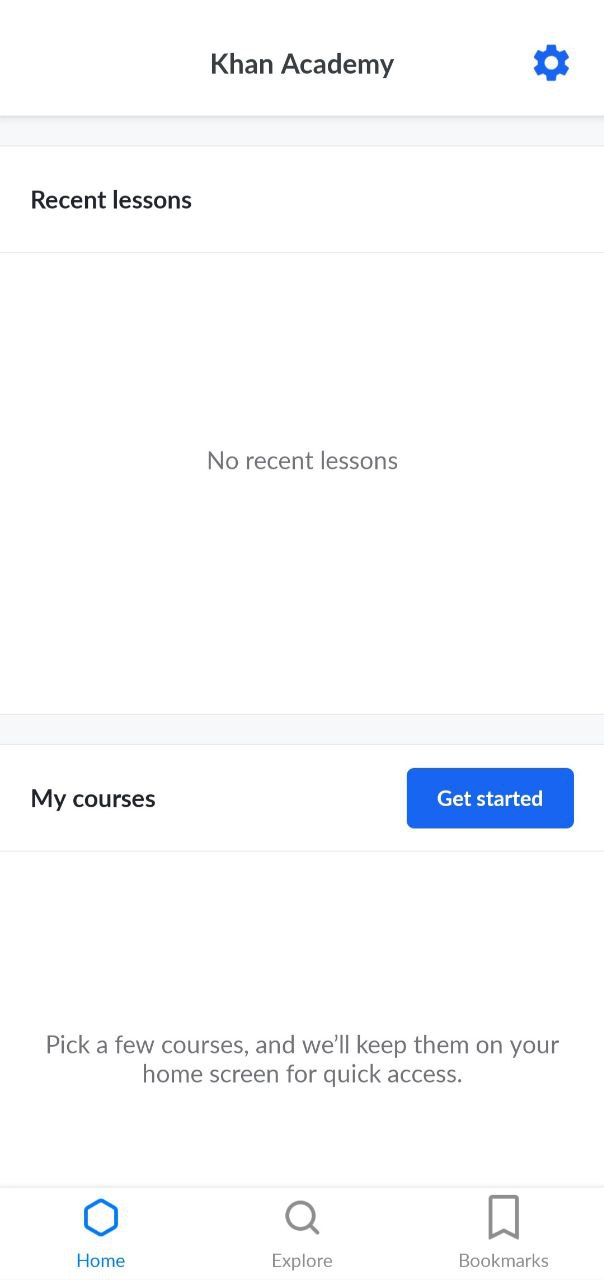 Khan Academy
Recent lessons
No recent lessons
My courses
Get started
Pick a few courses, and we’ll keep them on your
home screen for quick access.
Home
Explore
Bookmarks